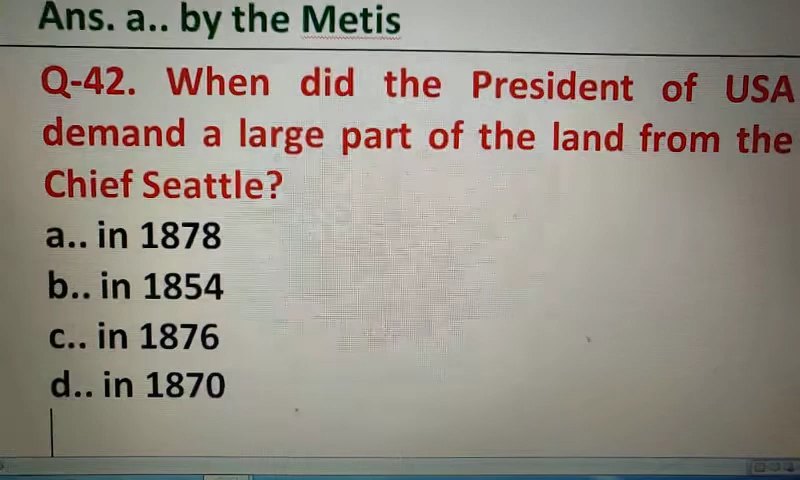 Ans. a.. by the Metis
Q-42. When did the President of USA
demand a large part of the land from the
Chief Seattle?
a.. in 1878
b.. in 1854
c.. in 1876
d.. in 1870